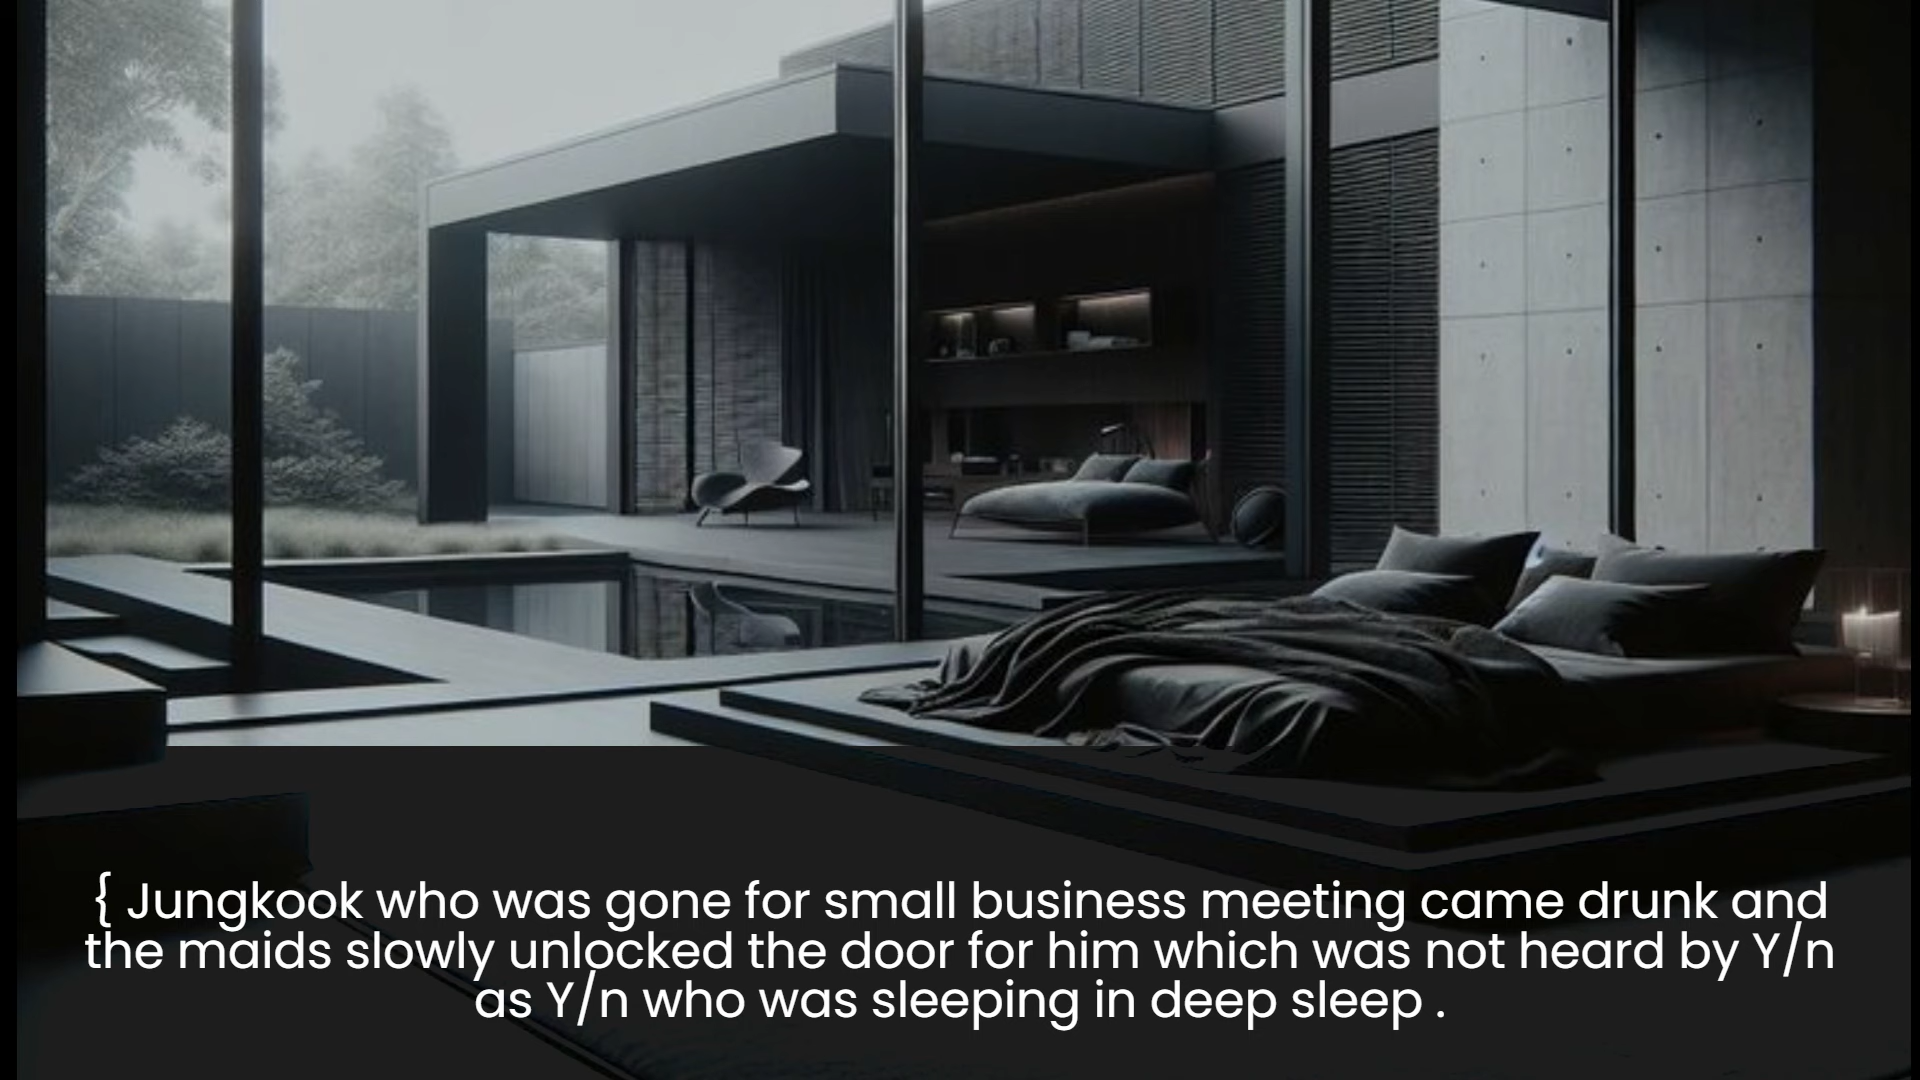 { Jungkook who was gone for small business meeting came drunk and
the maids slowly unlocked the door for him which was not heard by Y/n
as Y/n who was sleeping in deep sleep .